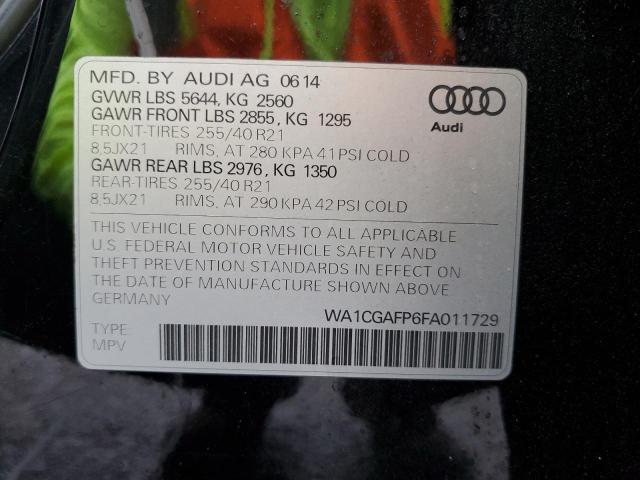 MFD. BY AUDI AG 0614
GVWR LBS 5644, KG 2560
GAWR FRONT LBS 2855, KG 1295
FRONT-TIRES 255/40 R21
8,5JX21 RIMS, AT 280 KPA 41 PSI COLD
GAWR REAR LBS 2976, KG 1350
REAR-TIRES 255/40 R21
8,5JX21 RIMS, AT 290 KPA 42 PSI COLD
Audi
THIS VEHICLE CONFORMS TO ALL APPLICABLE
U.S. FEDERAL MOTOR VEHICLE SAFETY AND
THEFT PREVENTION STANDARDS IN EFFECT ON
THE DATE OF MANUFACTURE SHOWN ABOVE.
GERMANY
WA1CGAFP6FA011729
TYPE:
MPV